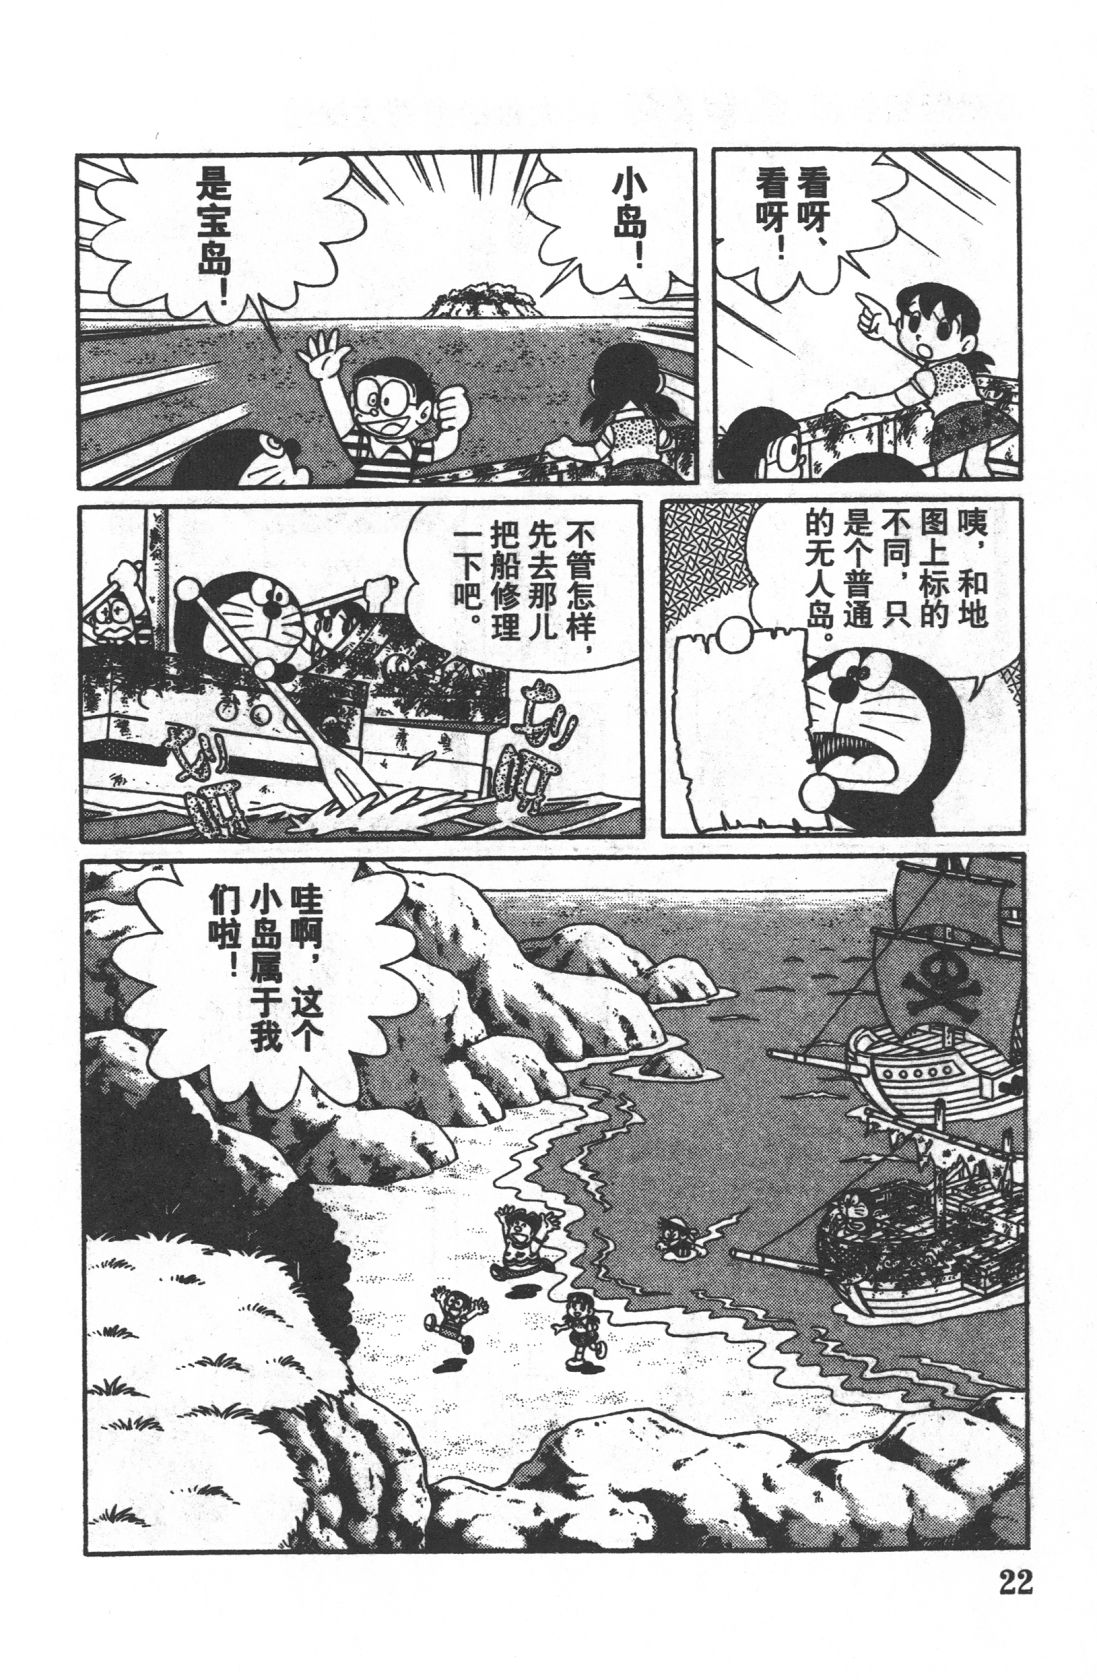 看呀、
看呀！
小岛！
是宝岛！
咦，和地
图上标的
不同，只
是个普通
的无人岛。
不管怎样，
先去那儿
把船修理
一下吧。
哇啊，这个
小岛属于我
们啦！
22